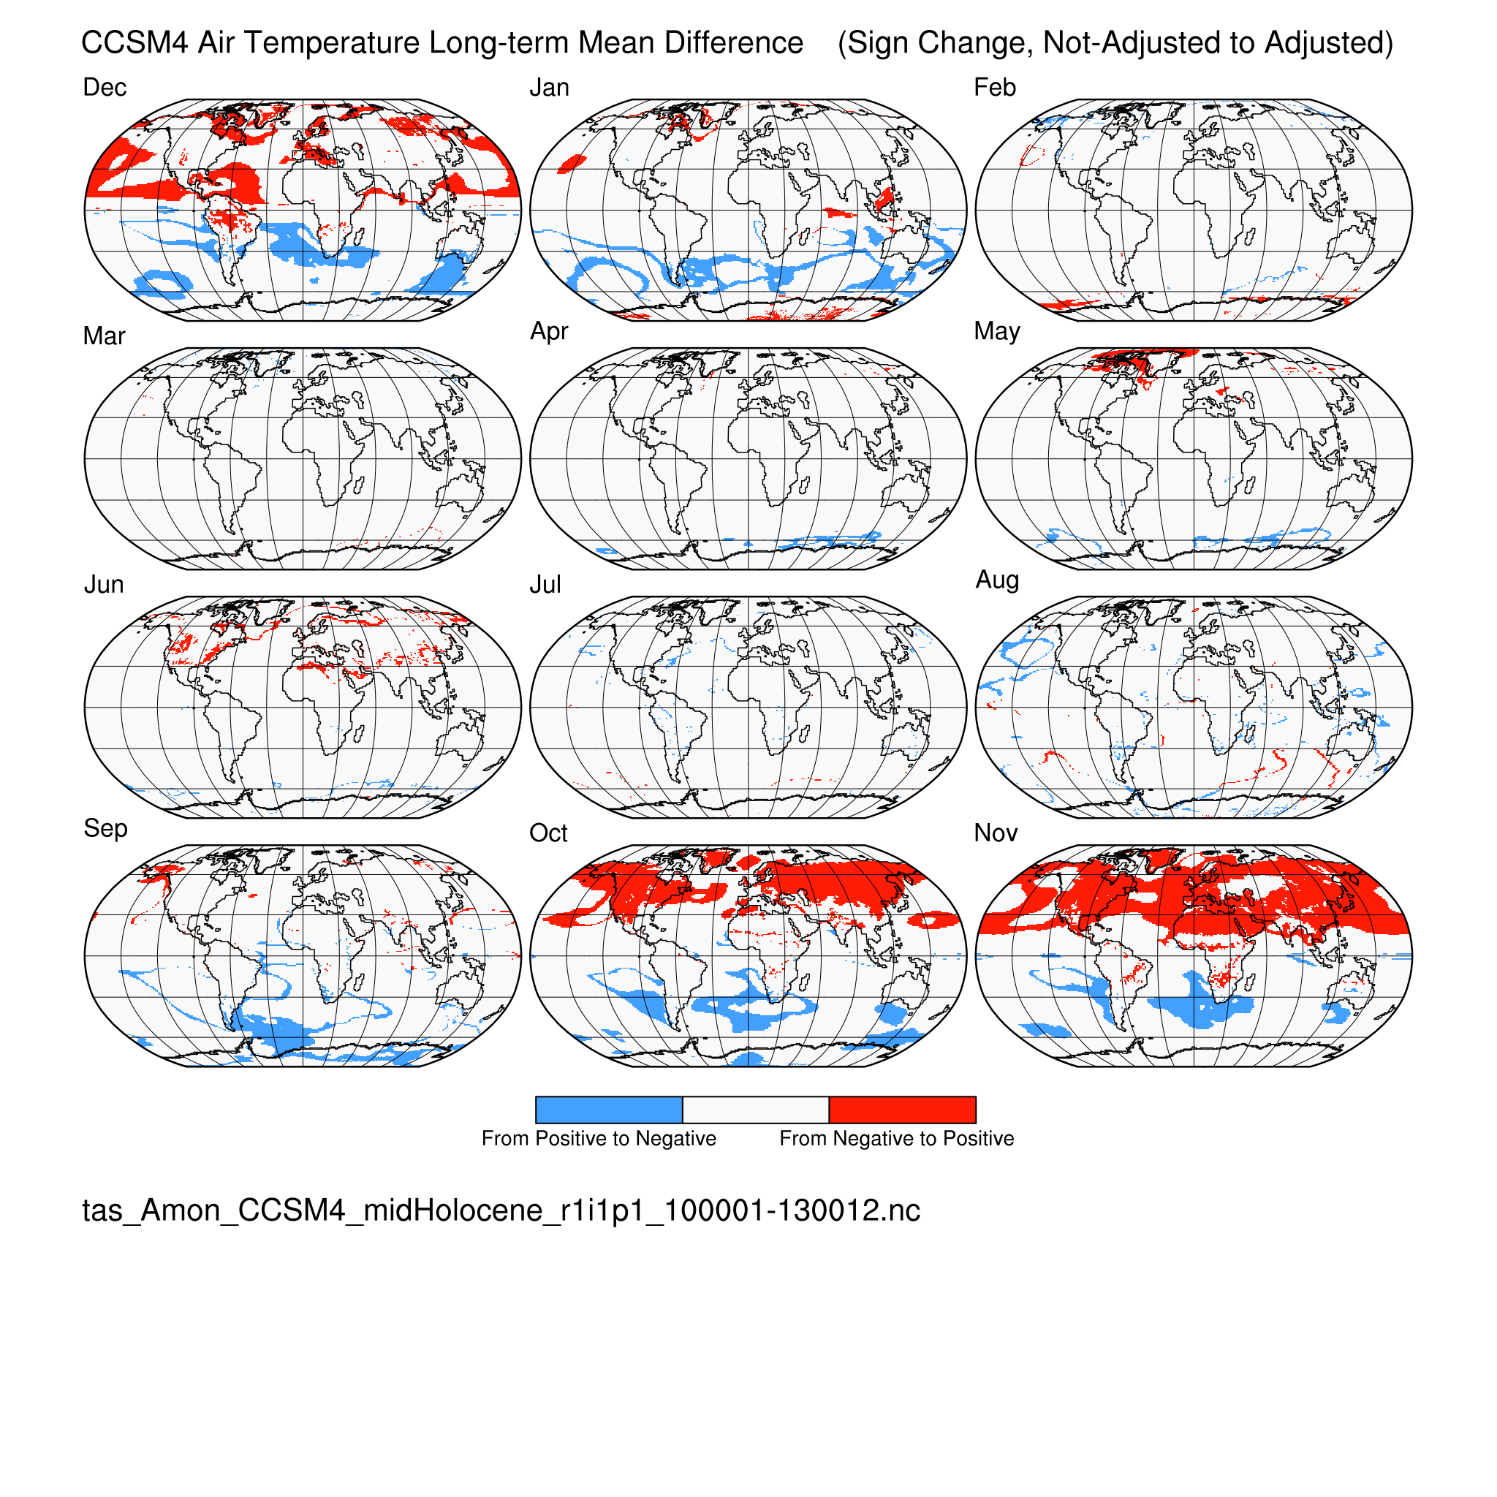 CCSM4 Air Temperature Long-term Mean Difference (Sign Change, Not-Adjusted to Adjusted)
Dec
Jan
Feb
Mar
Apr
May
Jun
Jul
Aug
Sep
Oct
Nov
From Positive to Negative
From Negative to Positive
tas_Amon_CCSM4_midHolocene_r1i1p1_100001-130012.nc